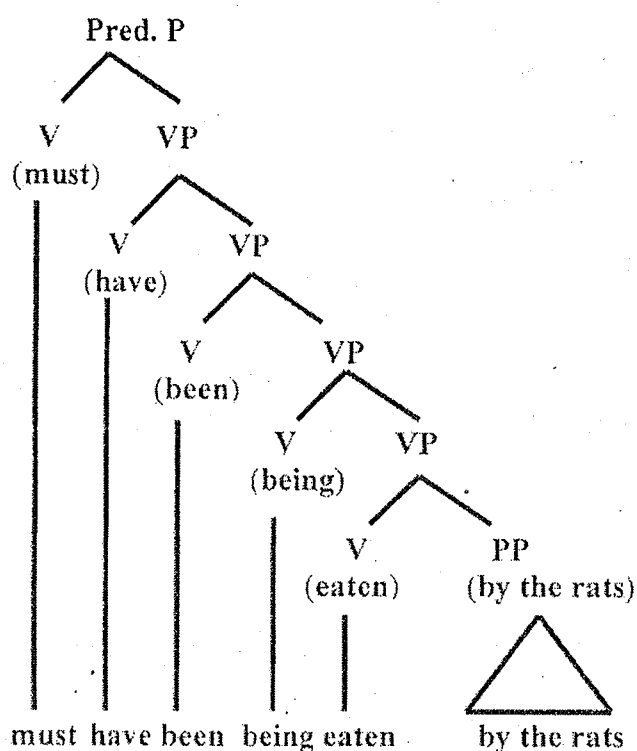 Pred. P
V VP
(must)
V VP
(have)
V VP
(been)
V VP
(being)
V PP
(eaten) (by the rats)
must have been being eaten by the rats